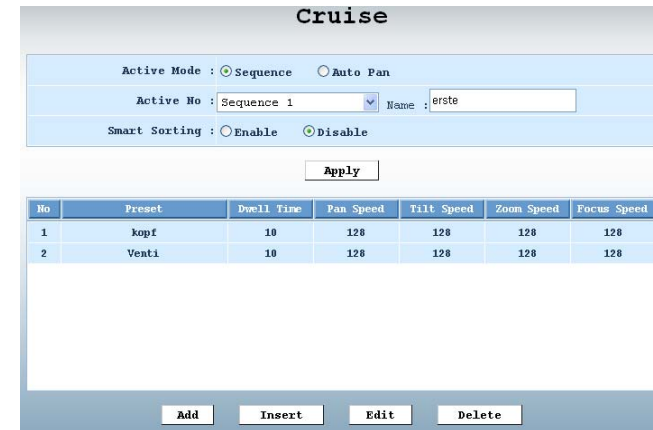 Cruise
Active Mode : Sequence Auto Pan
Active No : Sequence 1 Name : erste
Smart Sorting : Enable Disable
Apply
No Preset Dwell Time Pan Speed Tilt Speed Zoom Speed Focus Speed
1 kopf 10 128 128 128 128
2 Venti 10 128 128 128 128
Add Insert Edit Delete